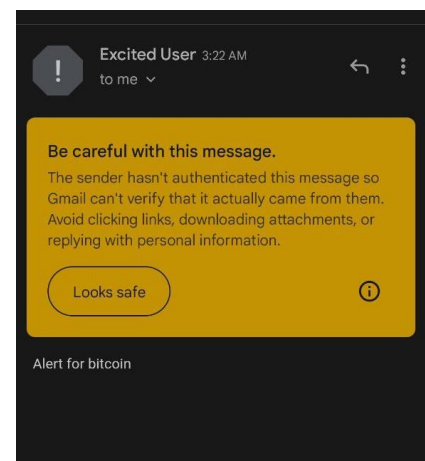 Excited User 3:22 AM
to me
Be careful with this message.
The sender hasn't authenticated this message so
Gmail can't verify that it actually came from them.
Avoid clicking links, downloading attachments, or
replying with personal information.
Looks safe
Alert for bitcoin